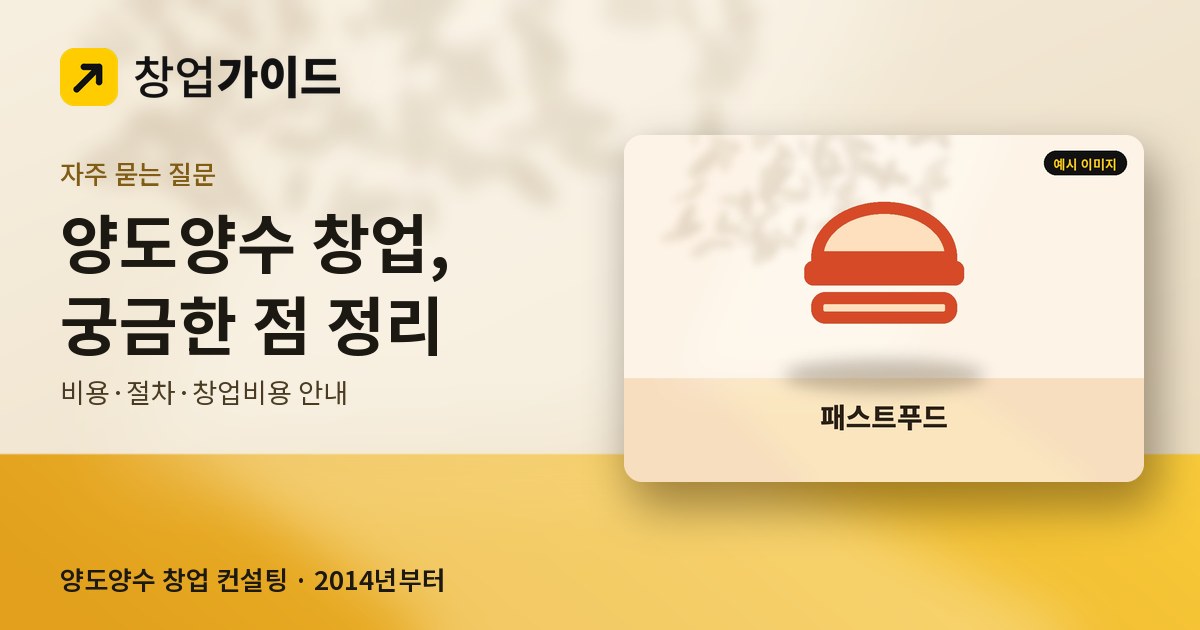 창업가이드
자주 묻는 질문
양도양수 창업,
궁금한 점 정리
비용·절차·창업비용 안내
예시 이미지
패스트푸드
양도양수 창업 컨설팅 · 2014년부터